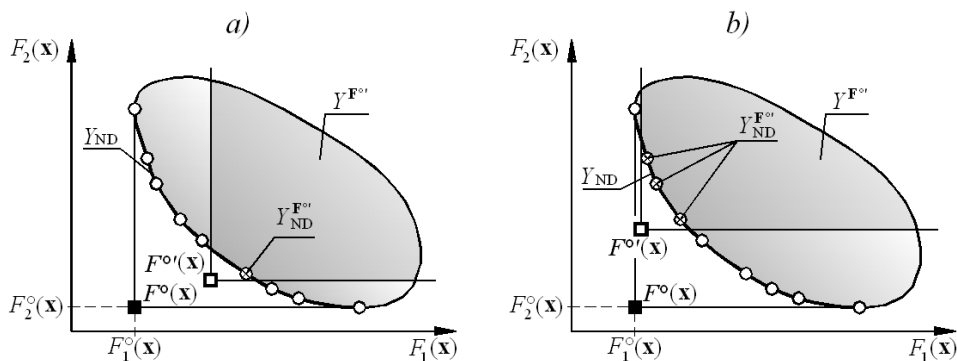 a)
F₂(x)
Y^F°′
Y_ND
Y_ND^F°′
F°′(x)
F°(x)
F₂°(x)
F₁°(x)
F₁(x)
b)
F₂(x)
Y_ND^F°′
Y^F°′
Y_ND
F°′(x)
F°(x)
F₂°(x)
F₁°(x)
F₁(x)